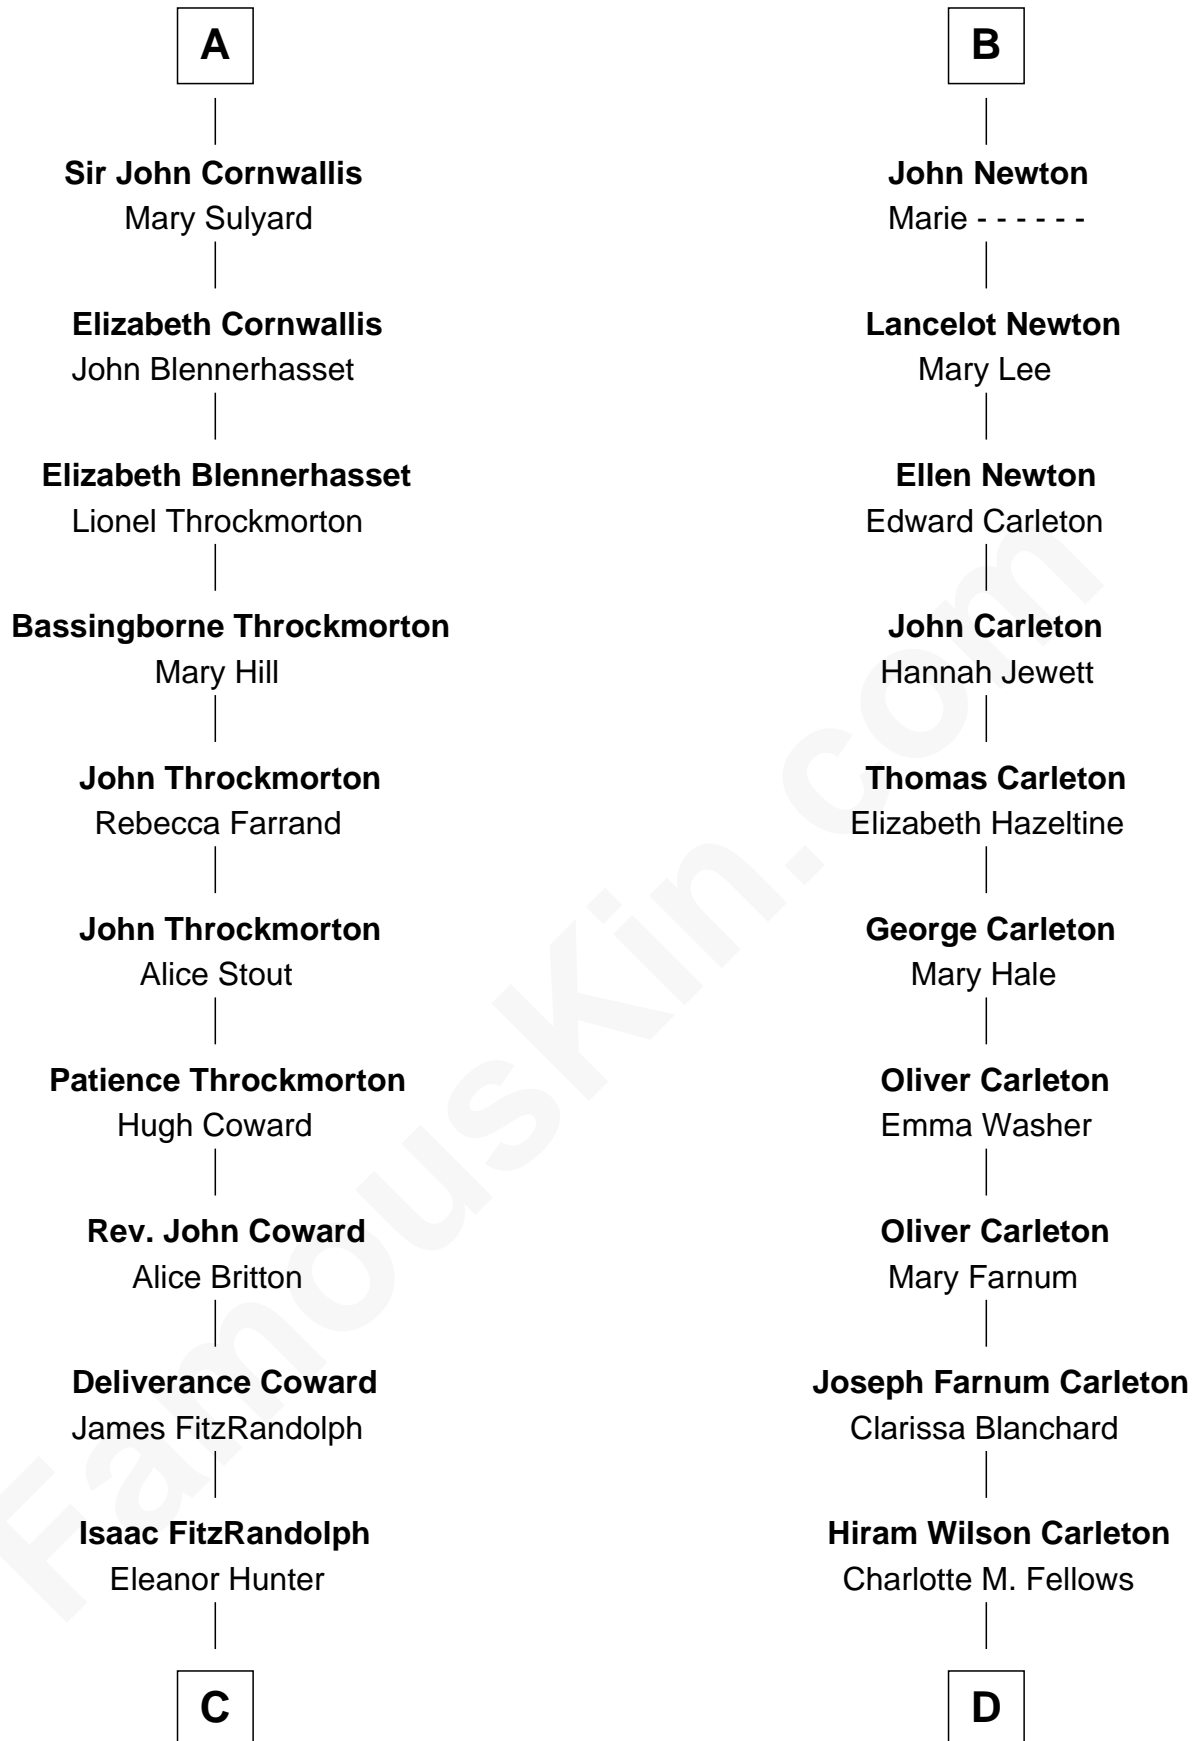 A
Sir John Cornwallis
Mary Sulyard
Elizabeth Cornwallis
John Blennerhasset
Elizabeth Blennerhasset
Lionel Throckmorton
Bassingborne Throckmorton
Mary Hill
John Throckmorton
Rebecca Farrand
John Throckmorton
Alice Stout
Patience Throckmorton
Hugh Coward
Rev. John Coward
Alice Britton
Deliverance Coward
James FitzRandolph
Isaac FitzRandolph
Eleanor Hunter
C
B
John Newton
Marie - - - - - -
Lancelot Newton
Mary Lee
Ellen Newton
Edward Carleton
John Carleton
Hannah Jewett
Thomas Carleton
Elizabeth Hazeltine
George Carleton
Mary Hale
Oliver Carleton
Emma Washer
Oliver Carleton
Mary Farnum
Joseph Farnum Carleton
Clarissa Blanchard
Hiram Wilson Carleton
Charlotte M. Fellows
D
FamousKin.com